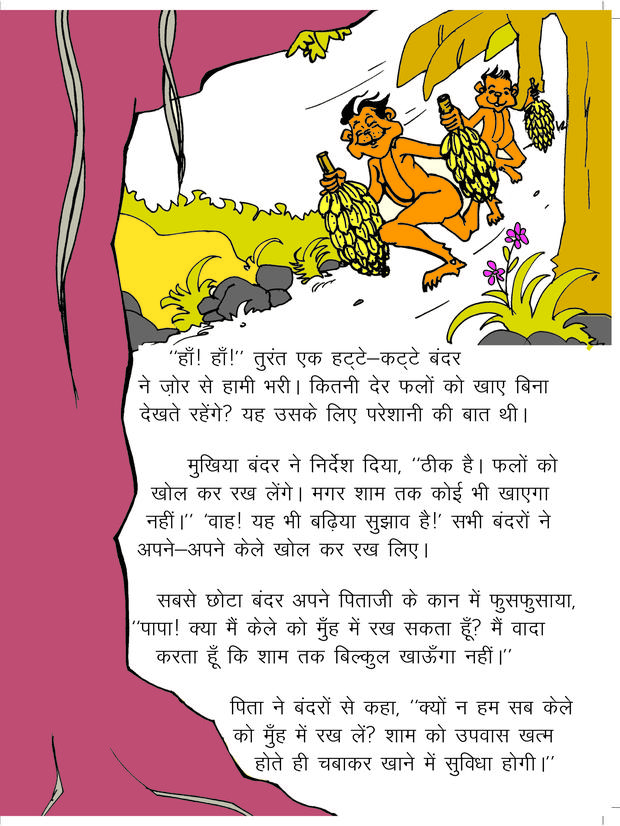 “हाँ! हाँ!” तुरंत एक हट्टे–कट्टे बंदर
ने ज़ोर से हामी भरी। कितनी देर फलों को खाए बिना
देखते रहेंगे? यह उसके लिए परेशानी की बात थी।
मुखिया बंदर ने निर्देश दिया, “ठीक है। फलों को
खोल कर रख लेंगे। मगर शाम तक कोई भी खाएगा
नहीं।” ‘वाह! यह भी बढ़िया सुझाव है!’ सभी बंदरों ने
अपने–अपने केले खोल कर रख लिए।
सबसे छोटा बंदर अपने पिताजी के कान में फुसफुसाया,
“पापा! क्या मैं केले को मुँह में रख सकता हूँ? मैं वादा
करता हूँ कि शाम तक बिल्कुल खाऊँगा नहीं।”
पिता ने बंदरों से कहा, “क्यों न हम सब केले
को मुँह में रख लें? शाम को उपवास खत्म
होते ही चबाकर खाने में सुविधा होगी।”